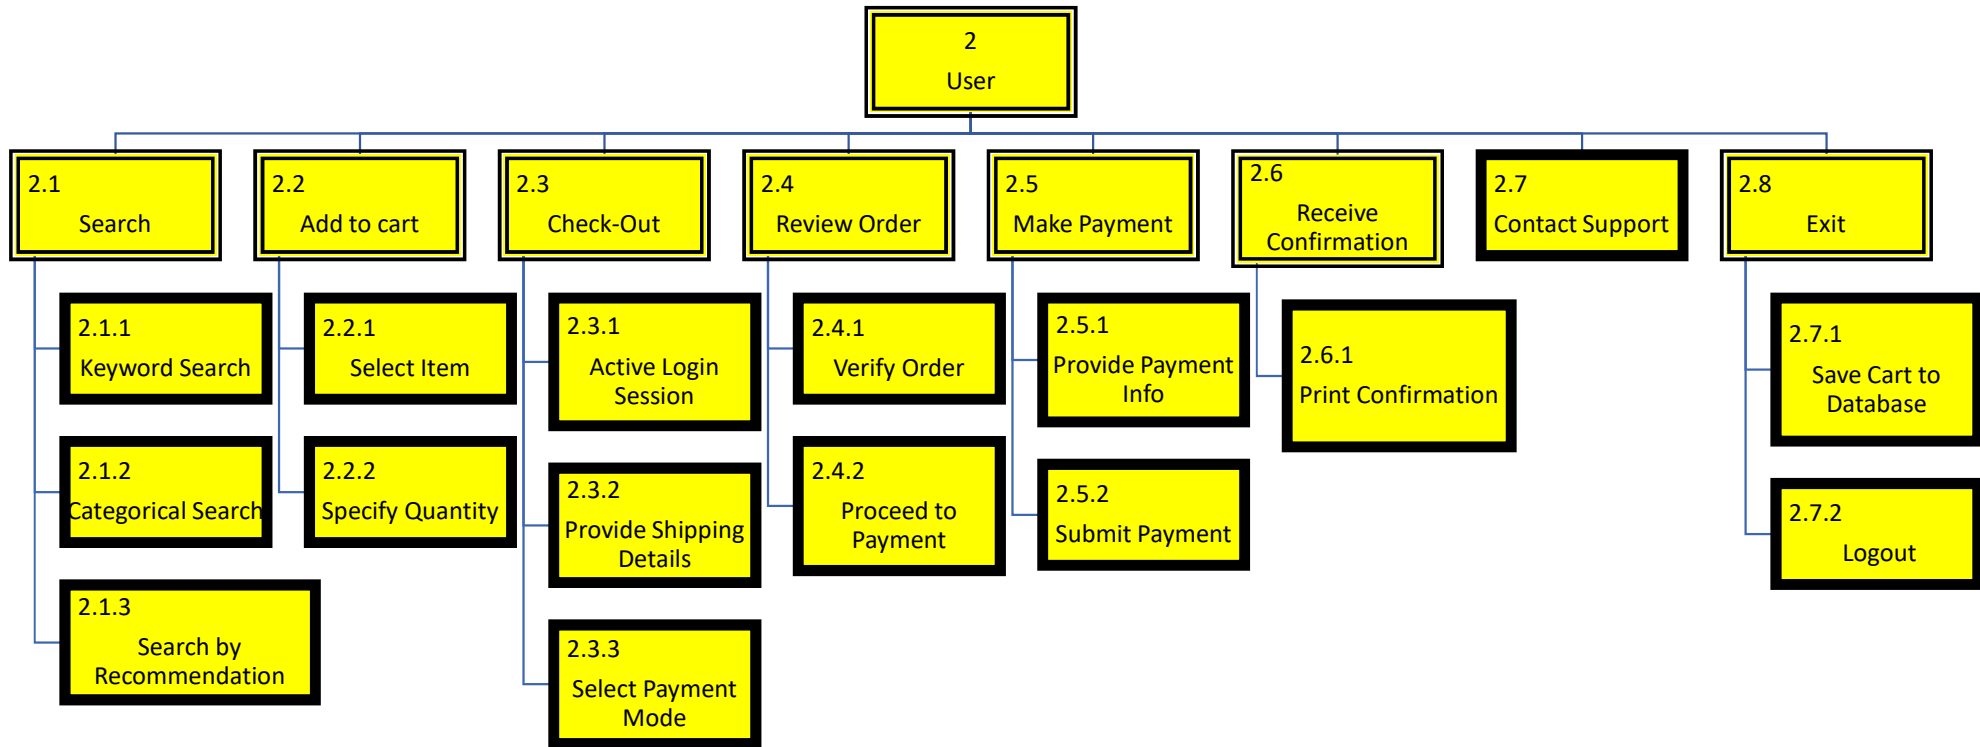 2
User
2.1
Search
2.2
Add to cart
2.3
Check-Out
2.4
Review Order
2.5
Make Payment
2.6
Receive
Confirmation
2.7
Contact Support
2.8
Exit
2.1.1
Keyword Search
2.1.2
Categorical Search
2.1.3
Search by
Recommendation
2.2.1
Select Item
2.2.2
Specify Quantity
2.3.1
Active Login
Session
2.3.2
Provide Shipping
Details
2.3.3
Select Payment
Mode
2.4.1
Verify Order
2.4.2
Proceed to
Payment
2.5.1
Provide Payment
Info
2.5.2
Submit Payment
2.6.1
Print Confirmation
2.7.1
Save Cart to
Database
2.7.2
Logout